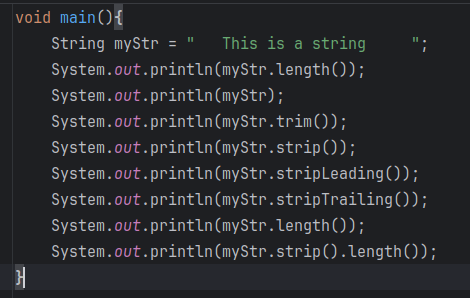 void main(){
    String myStr = "   This is a string     ";
    System.out.println(myStr.length());
    System.out.println(myStr);
    System.out.println(myStr.trim());
    System.out.println(myStr.strip());
    System.out.println(myStr.stripLeading());
    System.out.println(myStr.stripTrailing());
    System.out.println(myStr.length());
    System.out.println(myStr.strip().length());
}